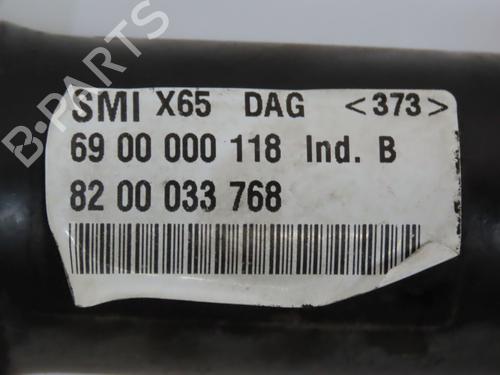 SMI X65 DAG <373>
69 00 000 118 Ind. B
82 00 033 768
B-PARTS